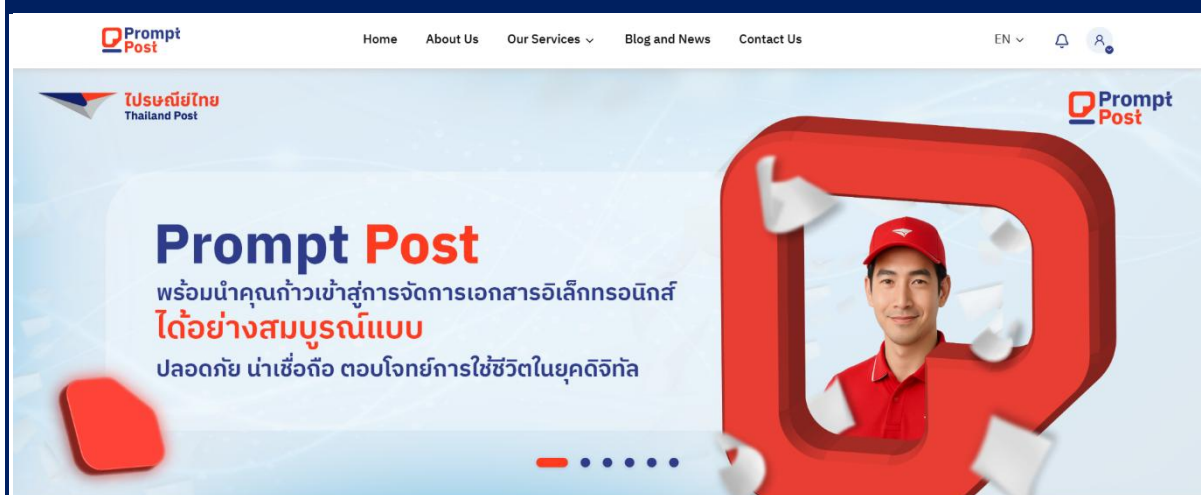 Prompt
Post
Home About Us Our Services Blog and News Contact Us EN
ไปรษณีย์ไทย
Thailand Post
Prompt
Post
Prompt Post
พร้อมนำคุณก้าวเข้าสู่การจัดการเอกสารอิเล็กทรอนิกส์
ได้อย่างสมบูรณ์แบบ
ปลอดภัย น่าเชื่อถือ ตอบโจทย์การใช้ชีวิตในยุคดิจิทัล